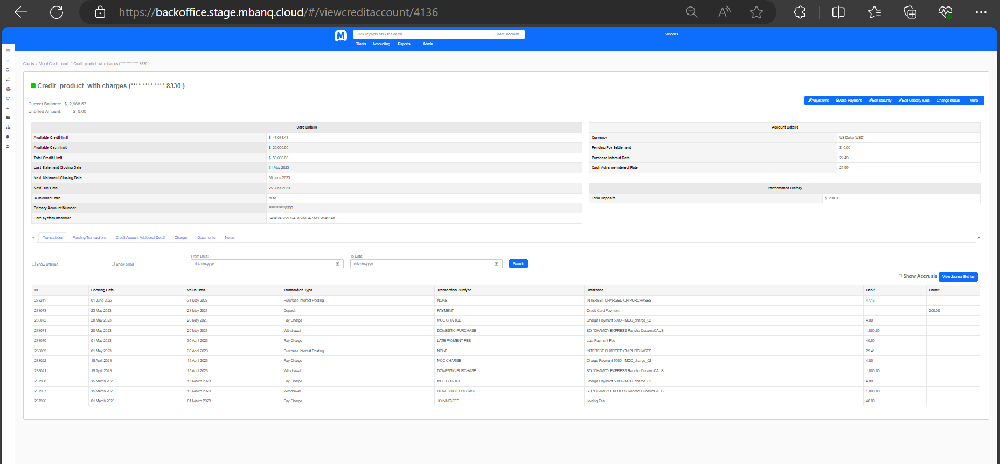 https://backoffice.stage.mbanq.cloud/#/viewcreditaccount/4136
M
Click or press alt+x to Search Client, Account
Vinod11
Clients Accounting Reports Admin
Clients / Vinod Credit _card / Credit_product_with charges (**** **** **** 8330 )
Credit_product_with charges (**** **** **** 8330 )
Current Balance: $ 2,968.57
Unbilled Amount: $ 0.00
Adjust limit $Make Payment Edit security Edit Velocity rules Change status More
Card Details
Available Credit limit $ 47,031.43
Available Cash limit $ 20,000.00
Total Credit Limit $ 50,000.00
Last Statement Closing Date 31 May 2023
Next Statement Closing Date 30 June 2023
Next Due Date 25 June 2023
Is Secured Card false
Primary Account Number ************8330
Card system Identifier 54845f45-5b05-43a5-ae94-7ee13e545148
Account Details
Currency US Dollar(USD)
Pending For Settlement $ 0.00
Purchase Interest Rate 22.49
Cash Advance Interest Rate 29.99
Performance History
Total Deposits $ 200.00
< Transactions Pending Transactions Credit Account Additional Detail Charges Documents Notes >
Show unbilled Show billed
From Date: dd-mm-yyyy
To Date: dd-mm-yyyy
Search
Show Accruals View Journal Entries
ID Booking Date Value Date Transaction Type Transaction Subtype Reference Debit Credit
238211 01 June 2023 31 May 2023 Purchase Interest Posting NONE INTEREST CHARGED ON PURCHASES 47.16
238073 23 May 2023 23 May 2023 Deposit PAYMENT Credit Card Payment 200.00
238072 20 May 2023 20 May 2023 Pay Charge MCC CHARGE Charge Payment 5000 - MCC_charge_02 4.00
238071 20 May 2023 20 May 2023 Withdrawal DOMESTIC PURCHASE SQ *CHAMOY EXPRESS Rancho CucamoCAUS 1,000.00
238070 01 May 2023 30 April 2023 Pay Charge LATE PAYMENT FEE Late Payment Fee 40.00
238069 01 May 2023 30 April 2023 Purchase Interest Posting NONE INTEREST CHARGED ON PURCHASES 29.41
238022 15 April 2023 15 April 2023 Pay Charge MCC CHARGE Charge Payment 5000 - MCC_charge_02 4.00
238021 15 April 2023 15 April 2023 Withdrawal DOMESTIC PURCHASE SQ *CHAMOY EXPRESS Rancho CucamoCAUS 1,000.00
237988 15 March 2023 15 March 2023 Pay Charge MCC CHARGE Charge Payment 5000 - MCC_charge_02 4.00
237987 15 March 2023 15 March 2023 Withdrawal DOMESTIC PURCHASE SQ *CHAMOY EXPRESS Rancho CucamoCAUS 1,000.00
237986 01 March 2023 01 March 2023 Pay Charge JOINING FEE Joining Fee 40.00